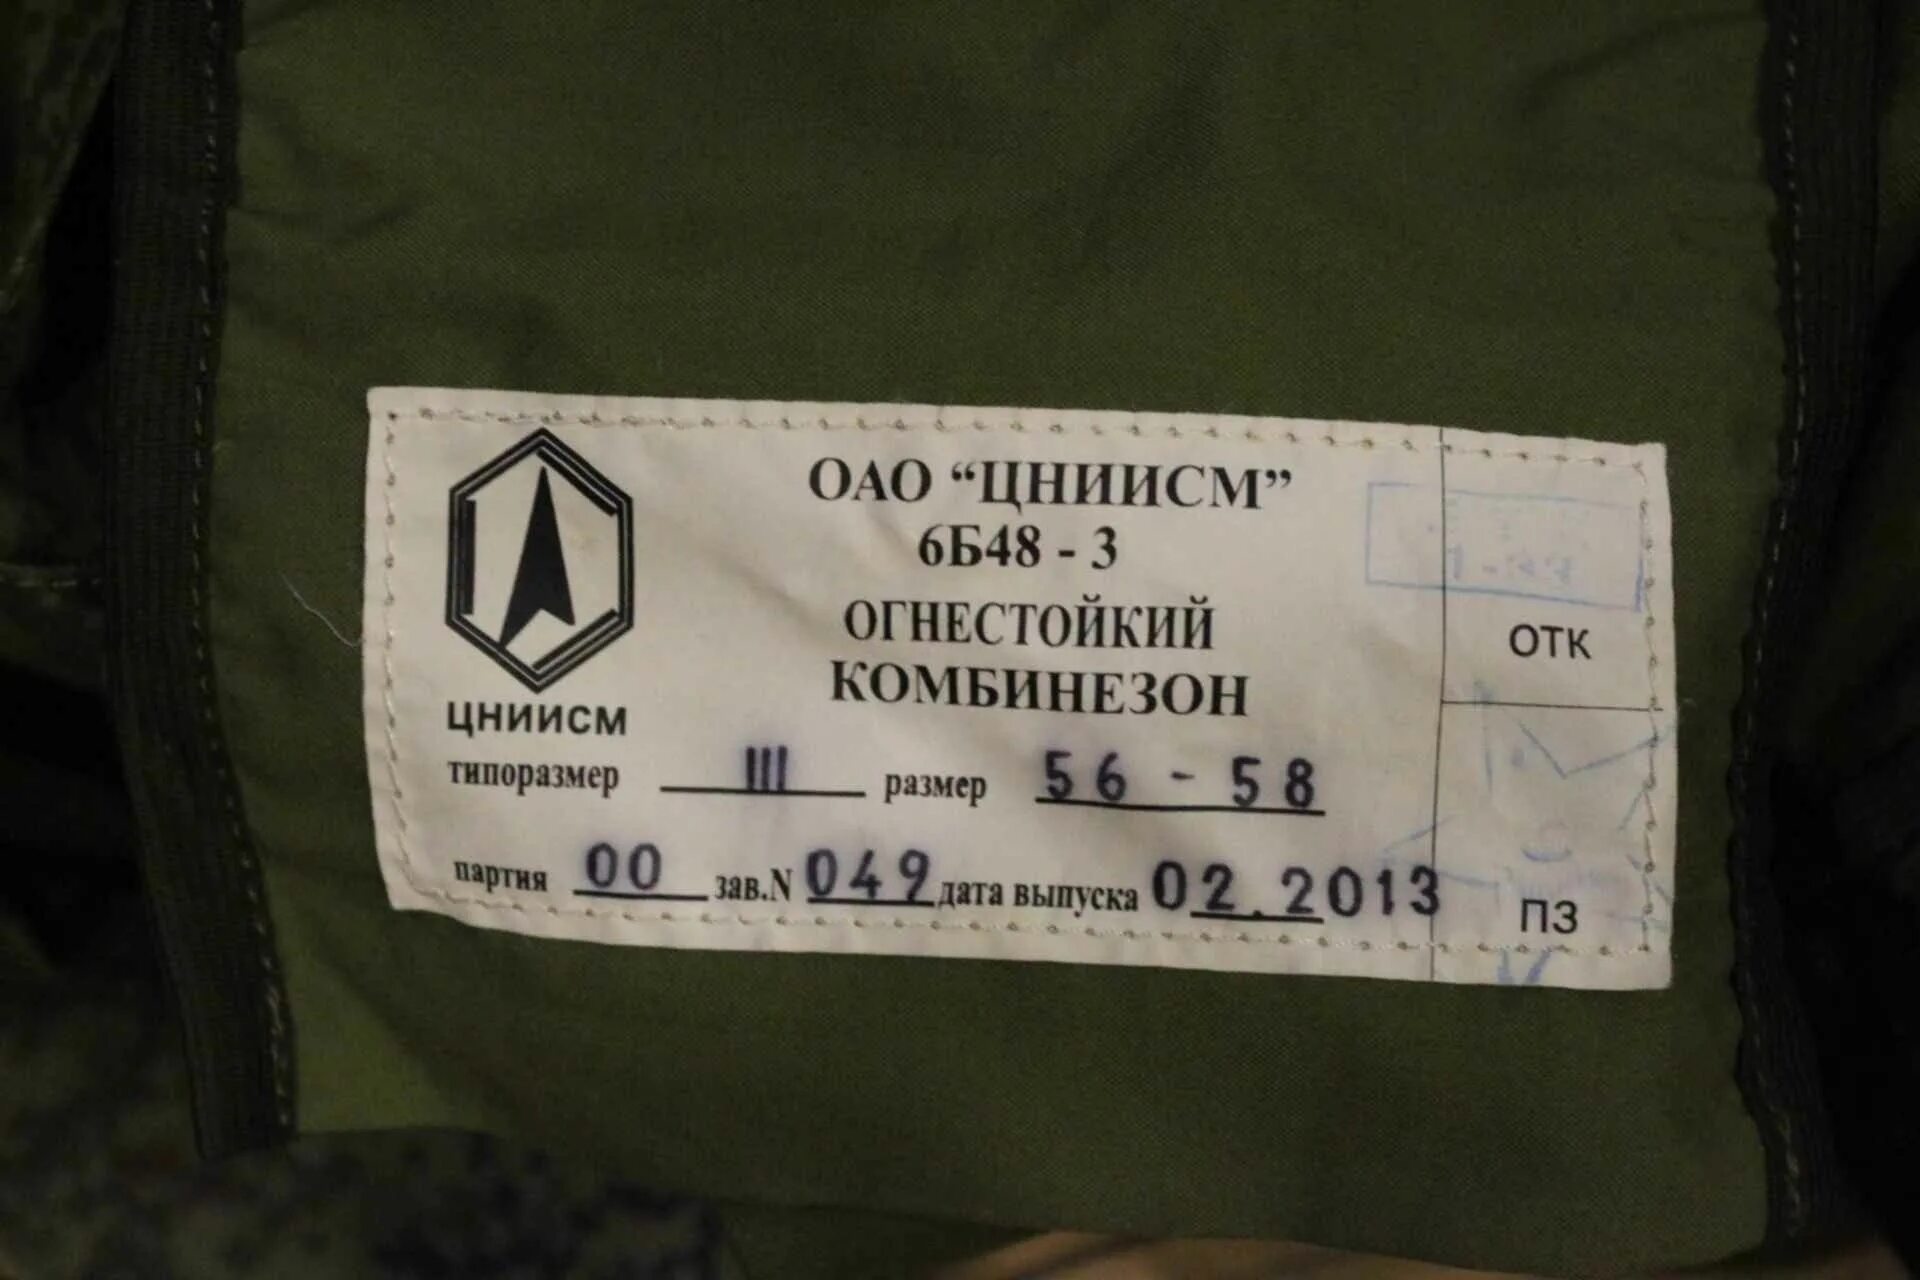 ОАО “ЦНИИСМ”
6Б48 - 3
ОГНЕСТОЙКИЙ
КОМБИНЕЗОН
ЦНИИСМ
типоразмер III размер 56 - 58
партия 00 зав.N 049 дата выпуска 02.2013
ОТК
ПЗ